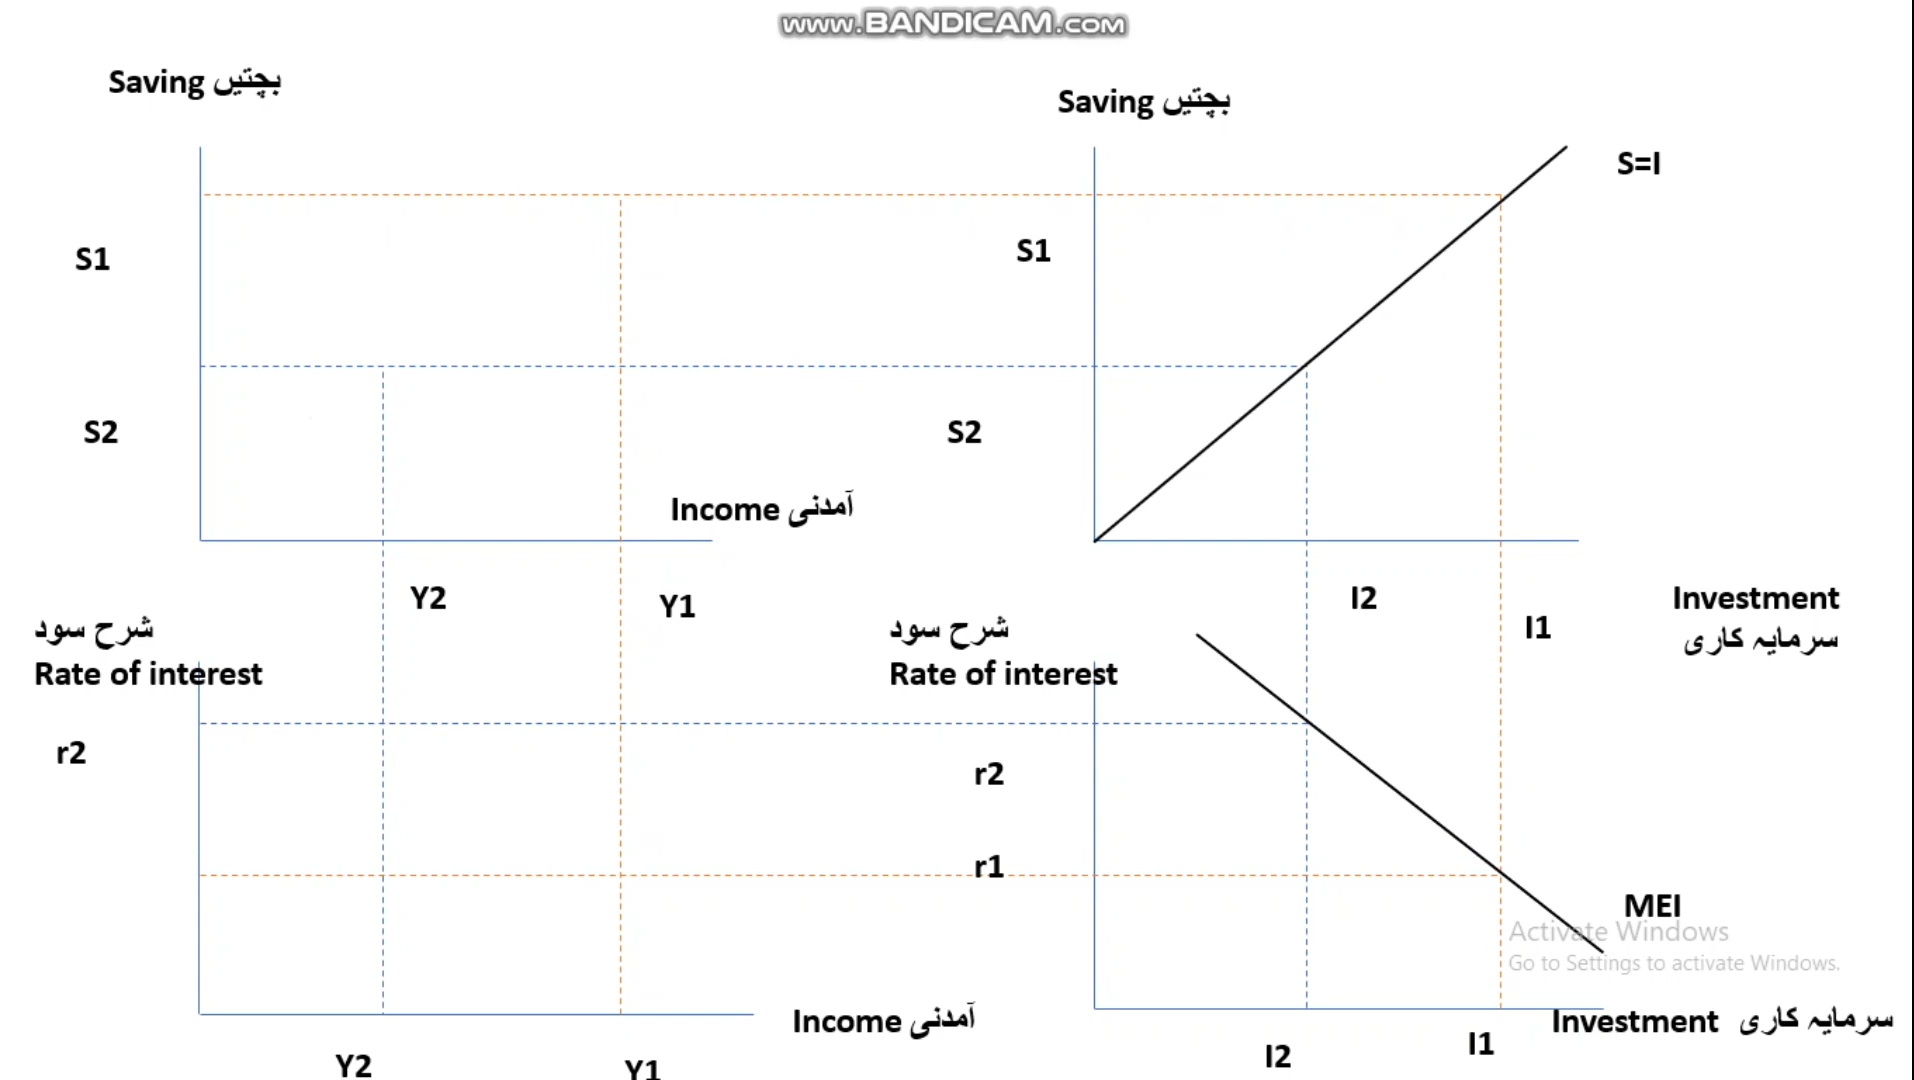 www.BANDICAM.com
Saving بچتیں
Saving بچتیں
S=I
S1
S1
S2
S2
Income آمدنی
Y2
Y1
I2
I1
Investment
سرمایہ کاری
شرح سود
Rate of interest
شرح سود
Rate of interest
r2
r2
r1
MEI
Activate Windows
Go to Settings to activate Windows.
Income آمدنی
Investment سرمایہ کاری
Y2
Y1
I2
I1